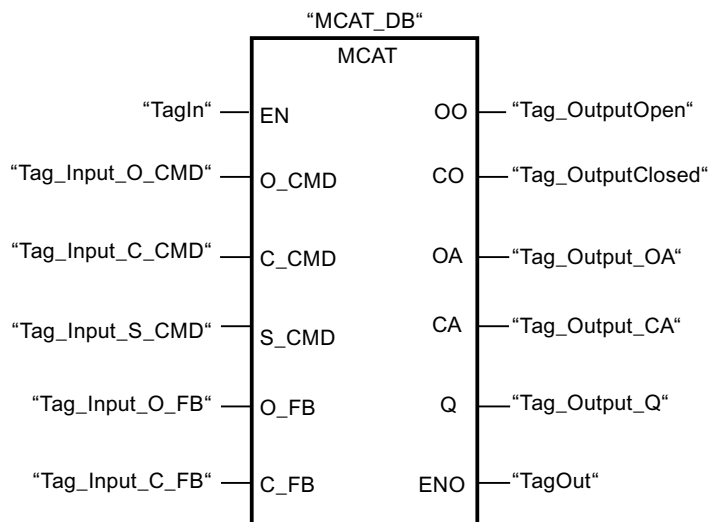 “MCAT_DB“
MCAT
“TagIn“ EN OO “Tag_OutputOpen“
“Tag_Input_O_CMD“ O_CMD CO “Tag_OutputClosed“
“Tag_Input_C_CMD“ C_CMD OA “Tag_Output_OA“
“Tag_Input_S_CMD“ S_CMD CA “Tag_Output_CA“
“Tag_Input_O_FB“ O_FB Q “Tag_Output_Q“
“Tag_Input_C_FB“ C_FB ENO “TagOut“